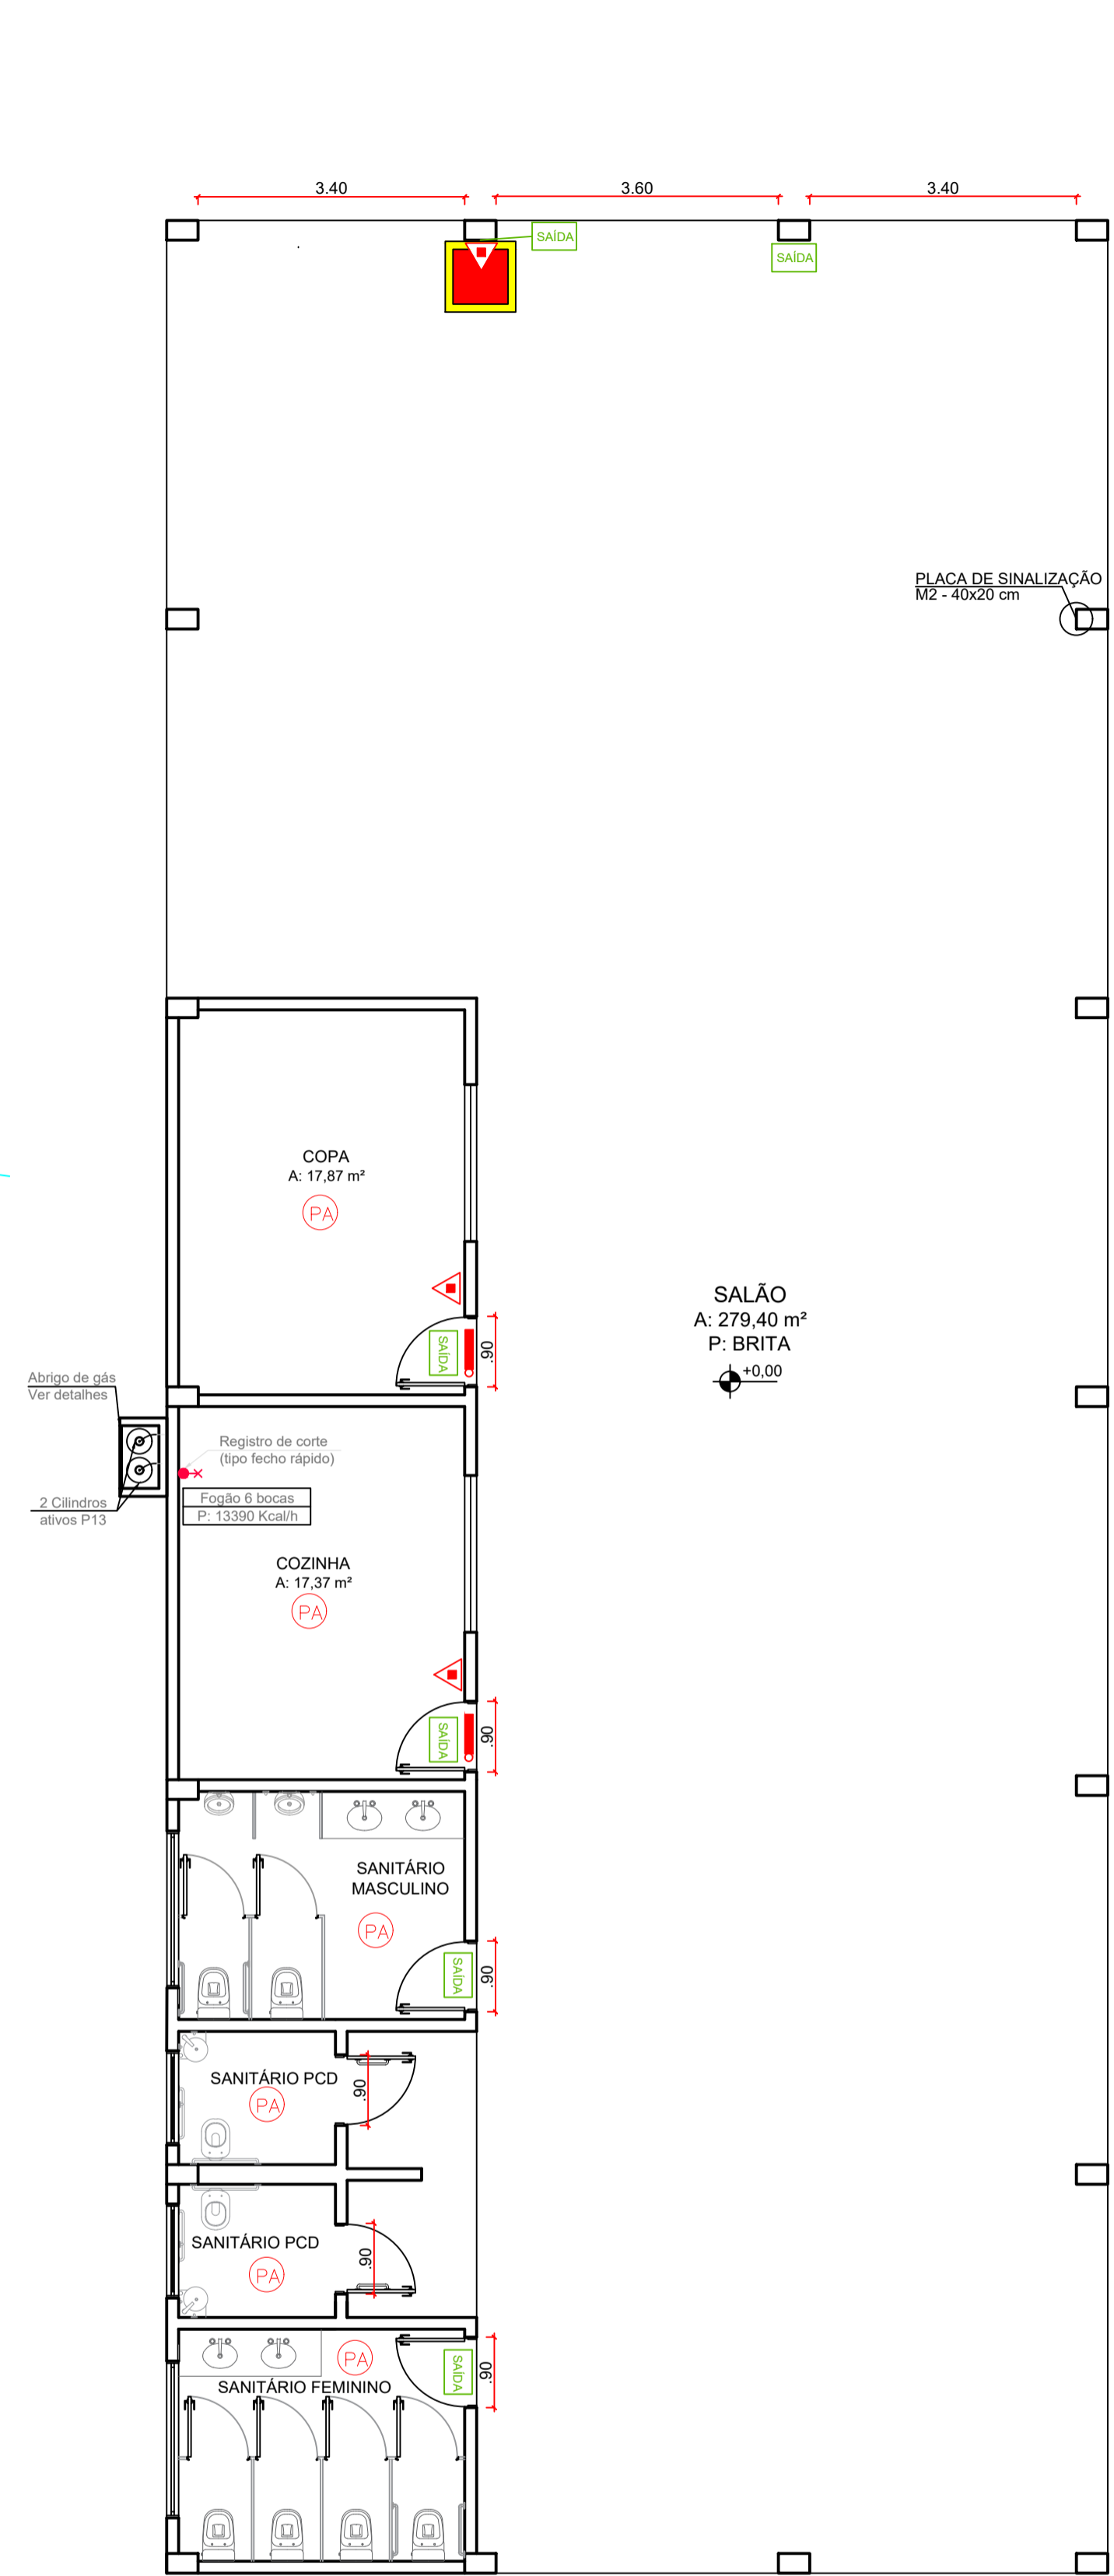 3.40
3.60
3.40
SAÍDA
SAÍDA
PLACA DE SINALIZAÇÃO
M2 - 40x20 cm
COPA
A: 17,87 m²
PA
SALÃO
A: 279,40 m²
P: BRITA
+0,00
SAÍDA
.90
Abrigo de gás
Ver detalhes
Registro de corte
(tipo fecho rápido)
2 Cilindros
ativos P13
Fogão 6 bocas
P: 13390 Kcal/h
COZINHA
A: 17,37 m²
PA
SAÍDA
.90
SANITÁRIO
MASCULINO
PA
SAÍDA
.90
SANITÁRIO PCD
PA
.90
SANITÁRIO PCD
PA
.90
PA
SAÍDA
.90
SANITÁRIO FEMININO